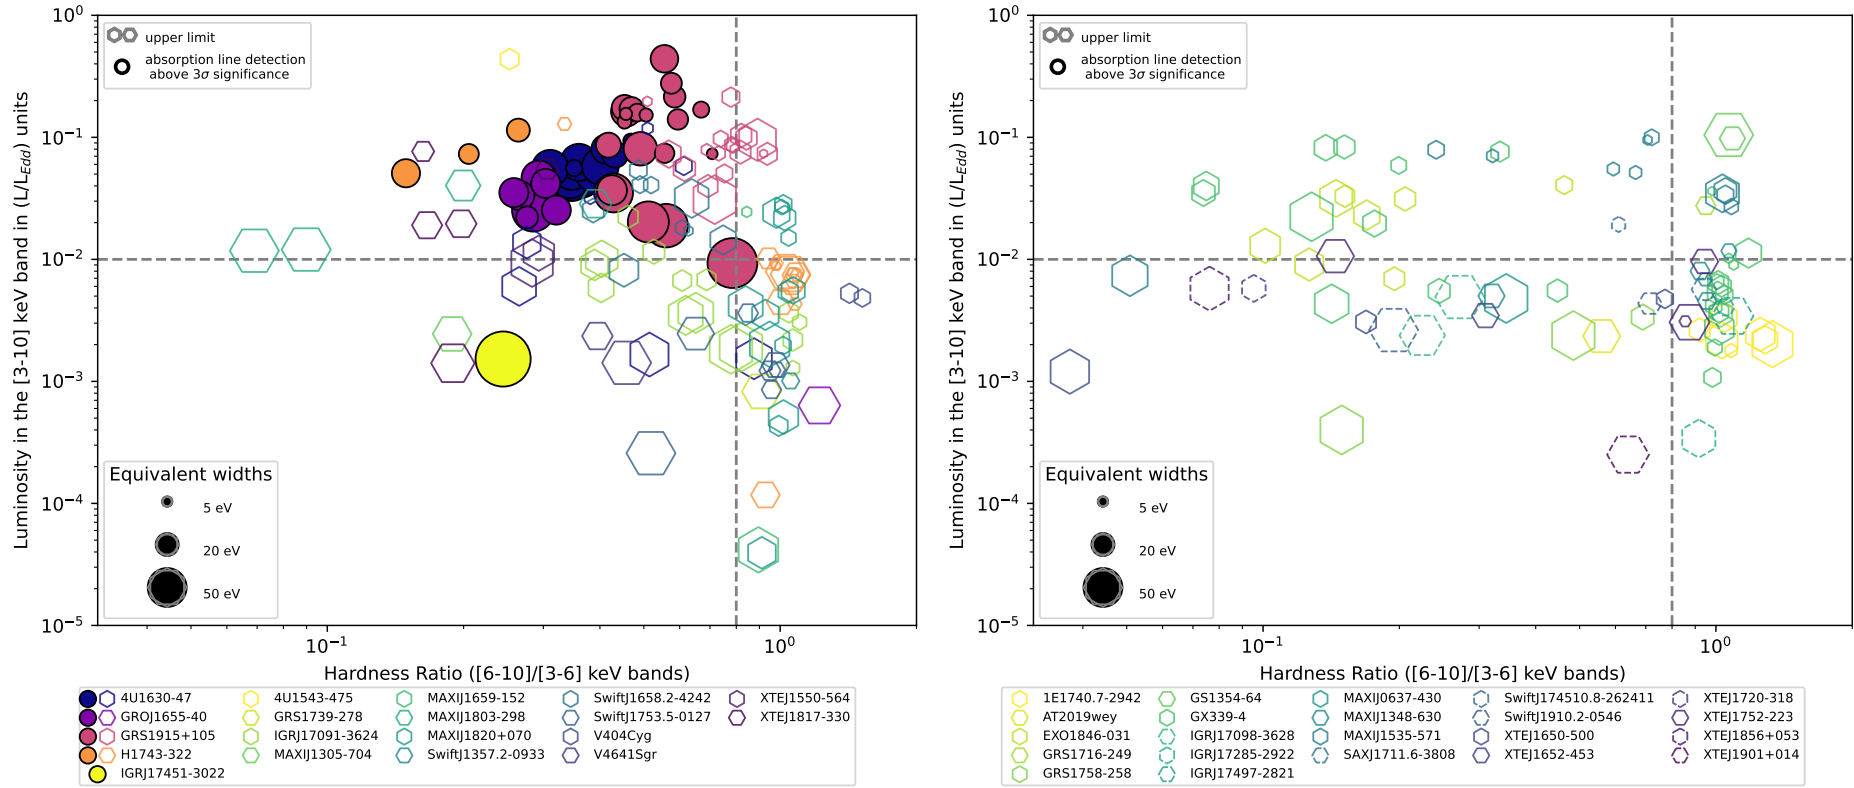 upper limit
absorption line detection
above 3σ significance
Luminosity in the [3-10] keV band in (L/L_Edd) units
10^0
10^-1
10^-2
10^-3
10^-4
10^-5
Equivalent widths
5 eV
20 eV
50 eV
10^-1
10^0
Hardness Ratio ([6-10]/[3-6] keV bands)
4U1630-47
GROJ1655-40
GRS1915+105
H1743-322
IGRJ17451-3022
4U1543-475
GRS1739-278
IGRJ17091-3624
MAXIJ1305-704
MAXIJ1659-152
MAXIJ1803-298
MAXIJ1820+070
SwiftJ1357.2-0933
SwiftJ1658.2-4242
SwiftJ1753.5-0127
V404Cyg
V4641Sgr
XTEJ1550-564
XTEJ1817-330
upper limit
absorption line detection
above 3σ significance
Luminosity in the [3-10] keV band in (L/L_Edd) units
10^0
10^-1
10^-2
10^-3
10^-4
10^-5
Equivalent widths
5 eV
20 eV
50 eV
10^-1
10^0
Hardness Ratio ([6-10]/[3-6] keV bands)
1E1740.7-2942
AT2019wey
EXO1846-031
GRS1716-249
GRS1758-258
GS1354-64
GX339-4
IGRJ17098-3628
IGRJ17285-2922
IGRJ17497-2821
MAXIJ0637-430
MAXIJ1348-630
MAXIJ1535-571
SAXJ1711.6-3808
SwiftJ174510.8-262411
SwiftJ1910.2-0546
XTEJ1650-500
XTEJ1652-453
XTEJ1720-318
XTEJ1752-223
XTEJ1856+053
XTEJ1901+014